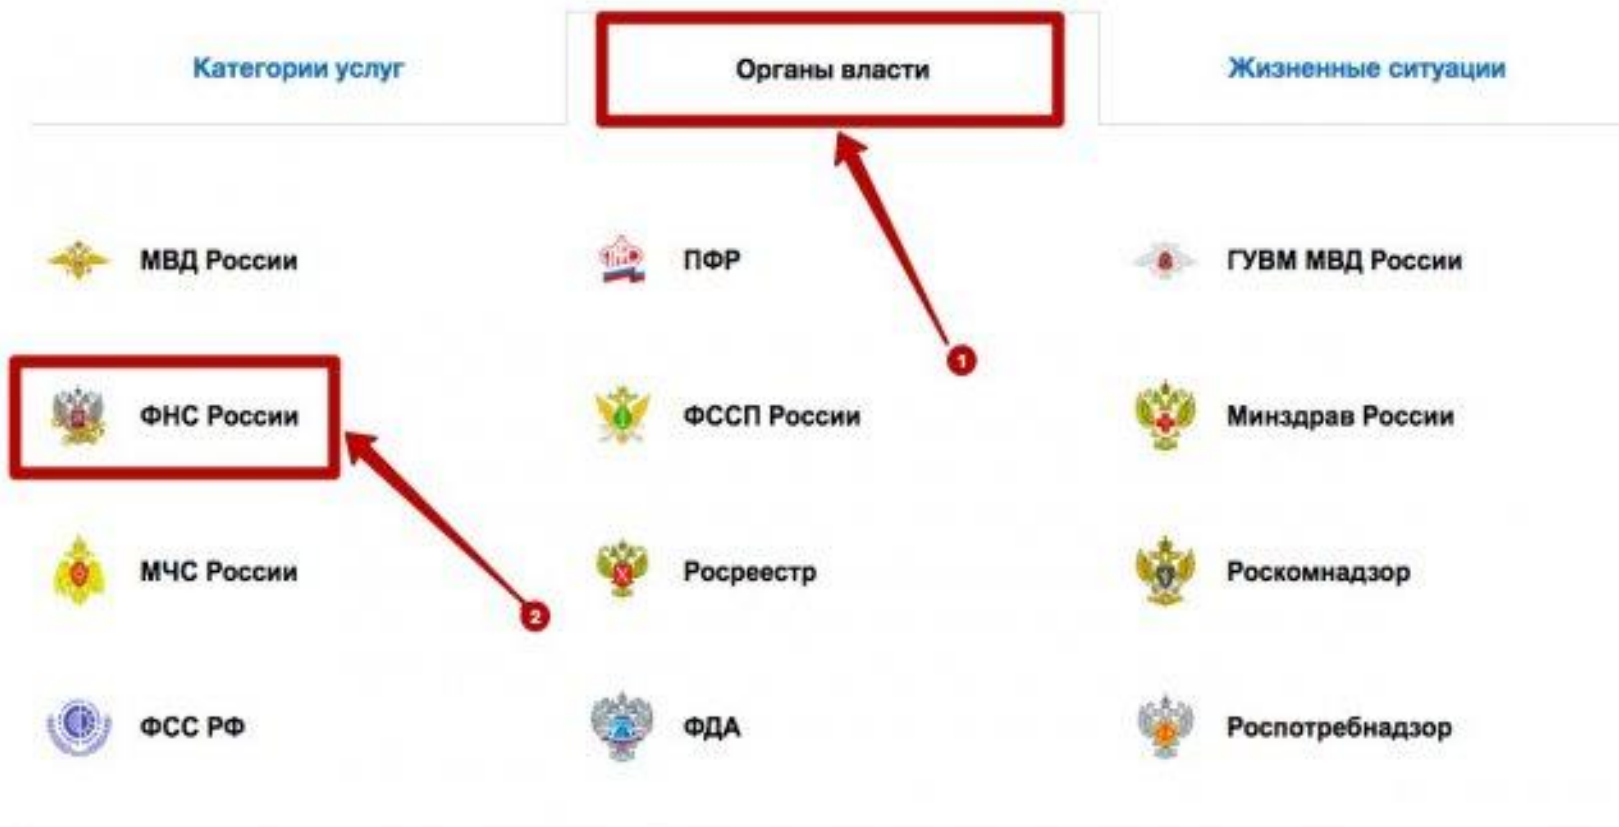 Категории услуг
Органы власти
Жизненные ситуации
МВД России
ПФР
ГУВМ МВД России
1
ФНС России
ФССП России
Минздрав России
МЧС России
Росреестр
Роскомнадзор
2
ФСС РФ
ФДА
Роспотребнадзор